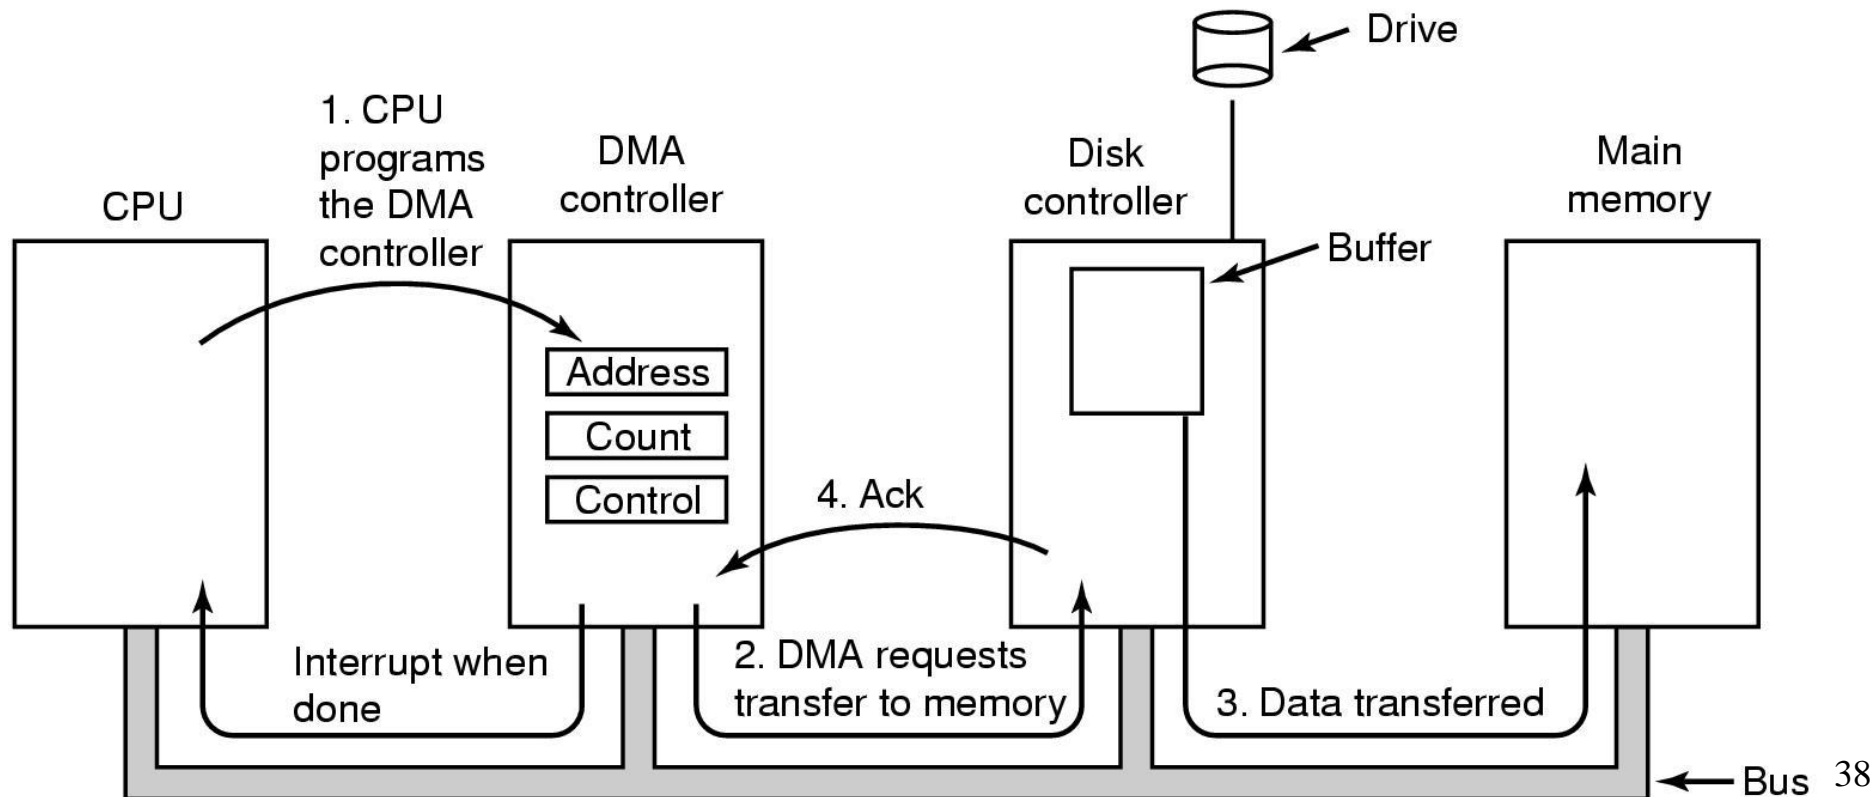 Drive
1. CPU
programs
the DMA
controller
CPU
DMA
controller
Disk
controller
Main
memory
Buffer
Address
Count
Control
4. Ack
Interrupt when
done
2. DMA requests
transfer to memory
3. Data transferred
Bus
38